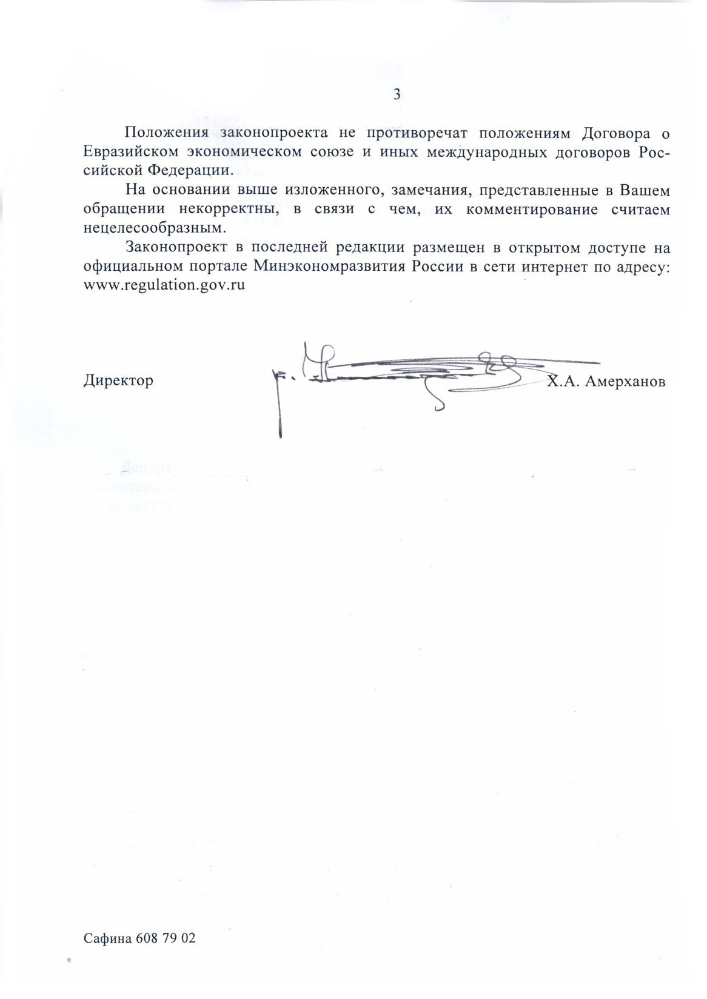 3
Положения законопроекта не противоречат положениям Договора о
Евразийском экономическом союзе и иных международных договоров Рос-
сийской Федерации.
На основании выше изложенного, замечания, представленные в Вашем
обращении некорректны, в связи с чем, их комментирование считаем
нецелесообразным.
Законопроект в последней редакции размещен в открытом доступе на
официальном портале Минэкономразвития России в сети интернет по адресу:
www.regulation.gov.ru
Директор Х.А. Амерханов
Сафина 608 79 02